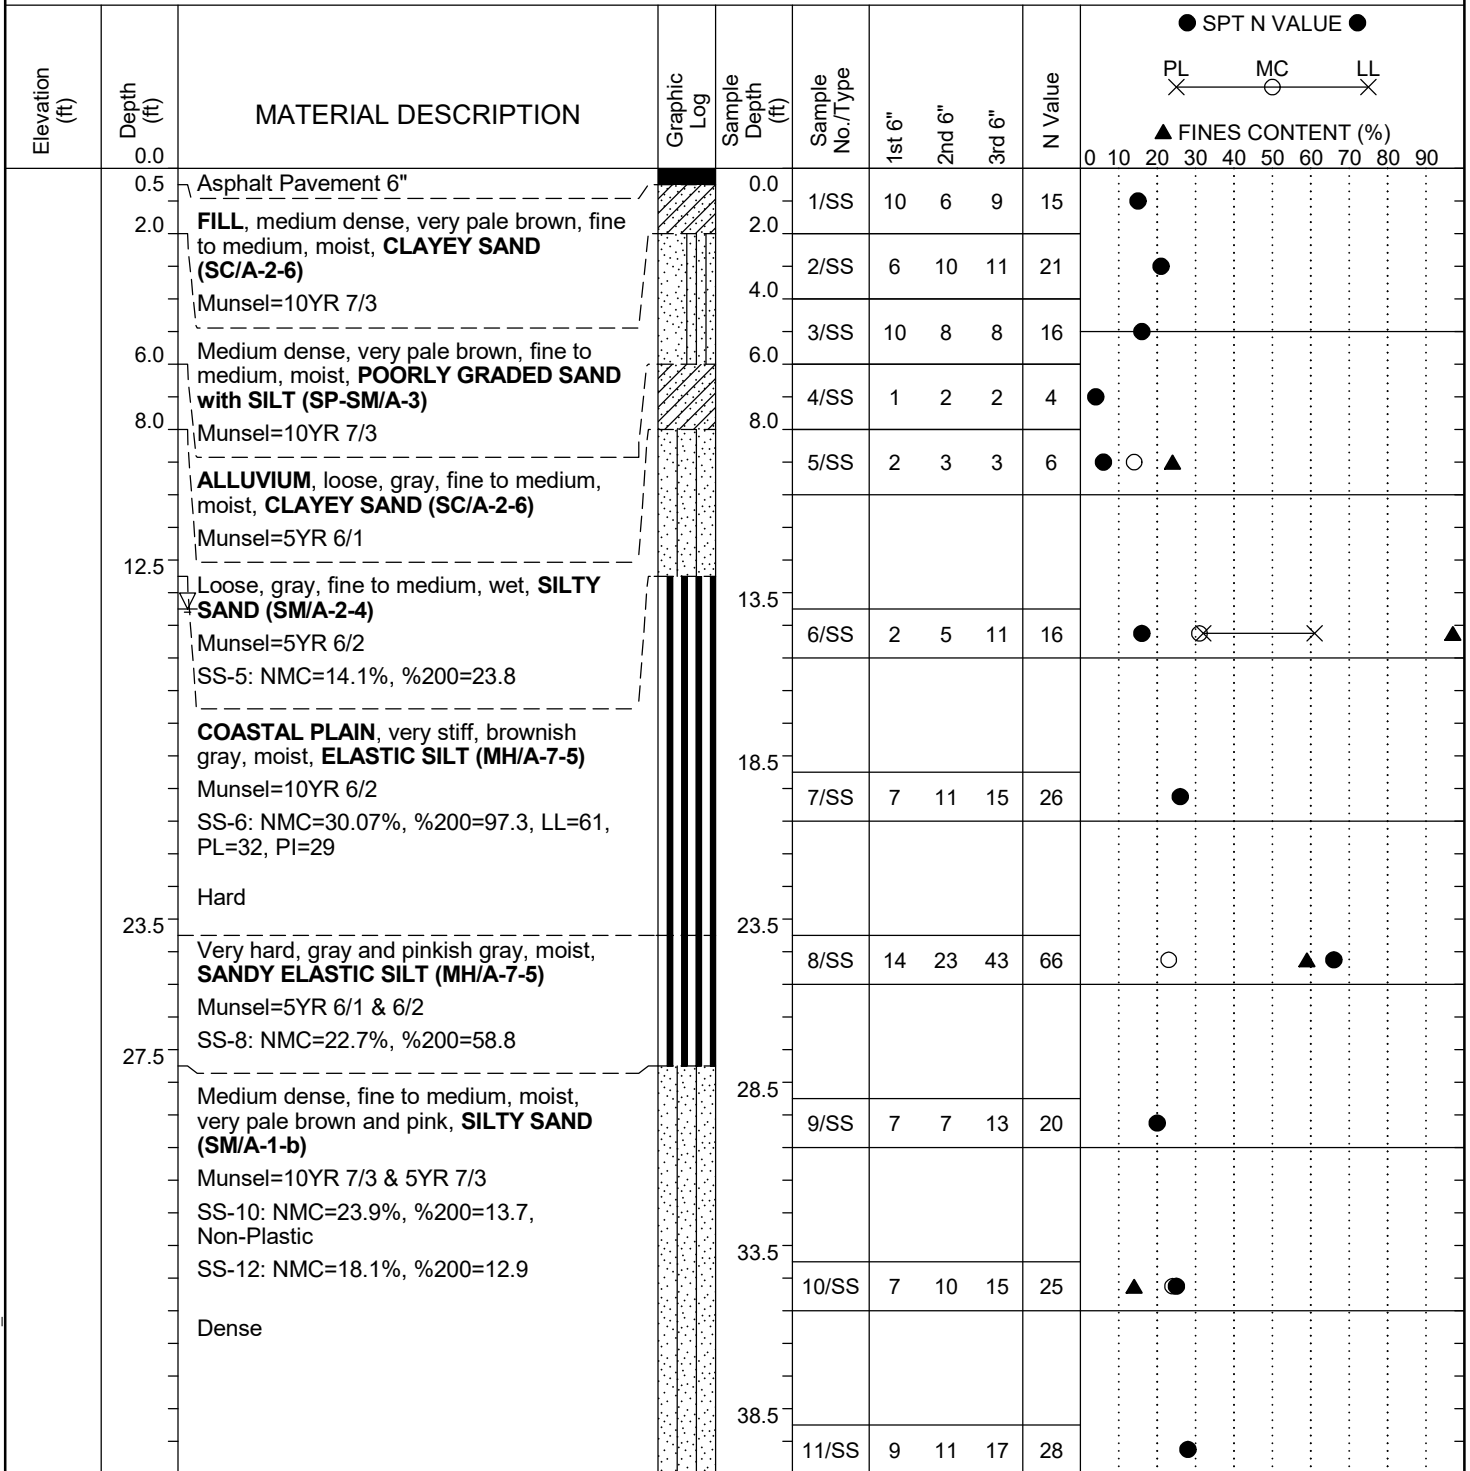 ● SPT N VALUE ●
PL MC LL
▲ FINES CONTENT (%)
0 10 20 30 40 50 60 70 80 90
Elevation
(ft)
Depth
(ft)
0.0
MATERIAL DESCRIPTION
Graphic
Log
Sample
Depth
(ft)
Sample
No./Type
1st 6"
2nd 6"
3rd 6"
N Value
0.5
Asphalt Pavement 6"
FILL, medium dense, very pale brown, fine
to medium, moist, CLAYEY SAND
(SC/A-2-6)
Munsel=10YR 7/3
2.0
Medium dense, very pale brown, fine to
medium, moist, POORLY GRADED SAND
with SILT (SP-SM/A-3)
Munsel=10YR 7/3
6.0
ALLUVIUM, loose, gray, fine to medium,
moist, CLAYEY SAND (SC/A-2-6)
Munsel=5YR 6/1
8.0
Loose, gray, fine to medium, wet, SILTY
SAND (SM/A-2-4)
Munsel=5YR 6/2
SS-5: NMC=14.1%, %200=23.8
12.5
COASTAL PLAIN, very stiff, brownish
gray, moist, ELASTIC SILT (MH/A-7-5)
Munsel=10YR 6/2
SS-6: NMC=30.07%, %200=97.3, LL=61,
PL=32, PI=29
Hard
23.5
Very hard, gray and pinkish gray, moist,
SANDY ELASTIC SILT (MH/A-7-5)
Munsel=5YR 6/1 & 6/2
SS-8: NMC=22.7%, %200=58.8
27.5
Medium dense, fine to medium, moist,
very pale brown and pink, SILTY SAND
(SM/A-1-b)
Munsel=10YR 7/3 & 5YR 7/3
SS-10: NMC=23.9%, %200=13.7,
Non-Plastic
SS-12: NMC=18.1%, %200=12.9
Dense
0.0
1/SS 10 6 9 15
2.0
2/SS 6 10 11 21
4.0
3/SS 10 8 8 16
6.0
4/SS 1 2 2 4
8.0
5/SS 2 3 3 6
13.5
6/SS 2 5 11 16
18.5
7/SS 7 11 15 26
23.5
8/SS 14 23 43 66
28.5
9/SS 7 7 13 20
33.5
10/SS 7 10 15 25
38.5
11/SS 9 11 17 28